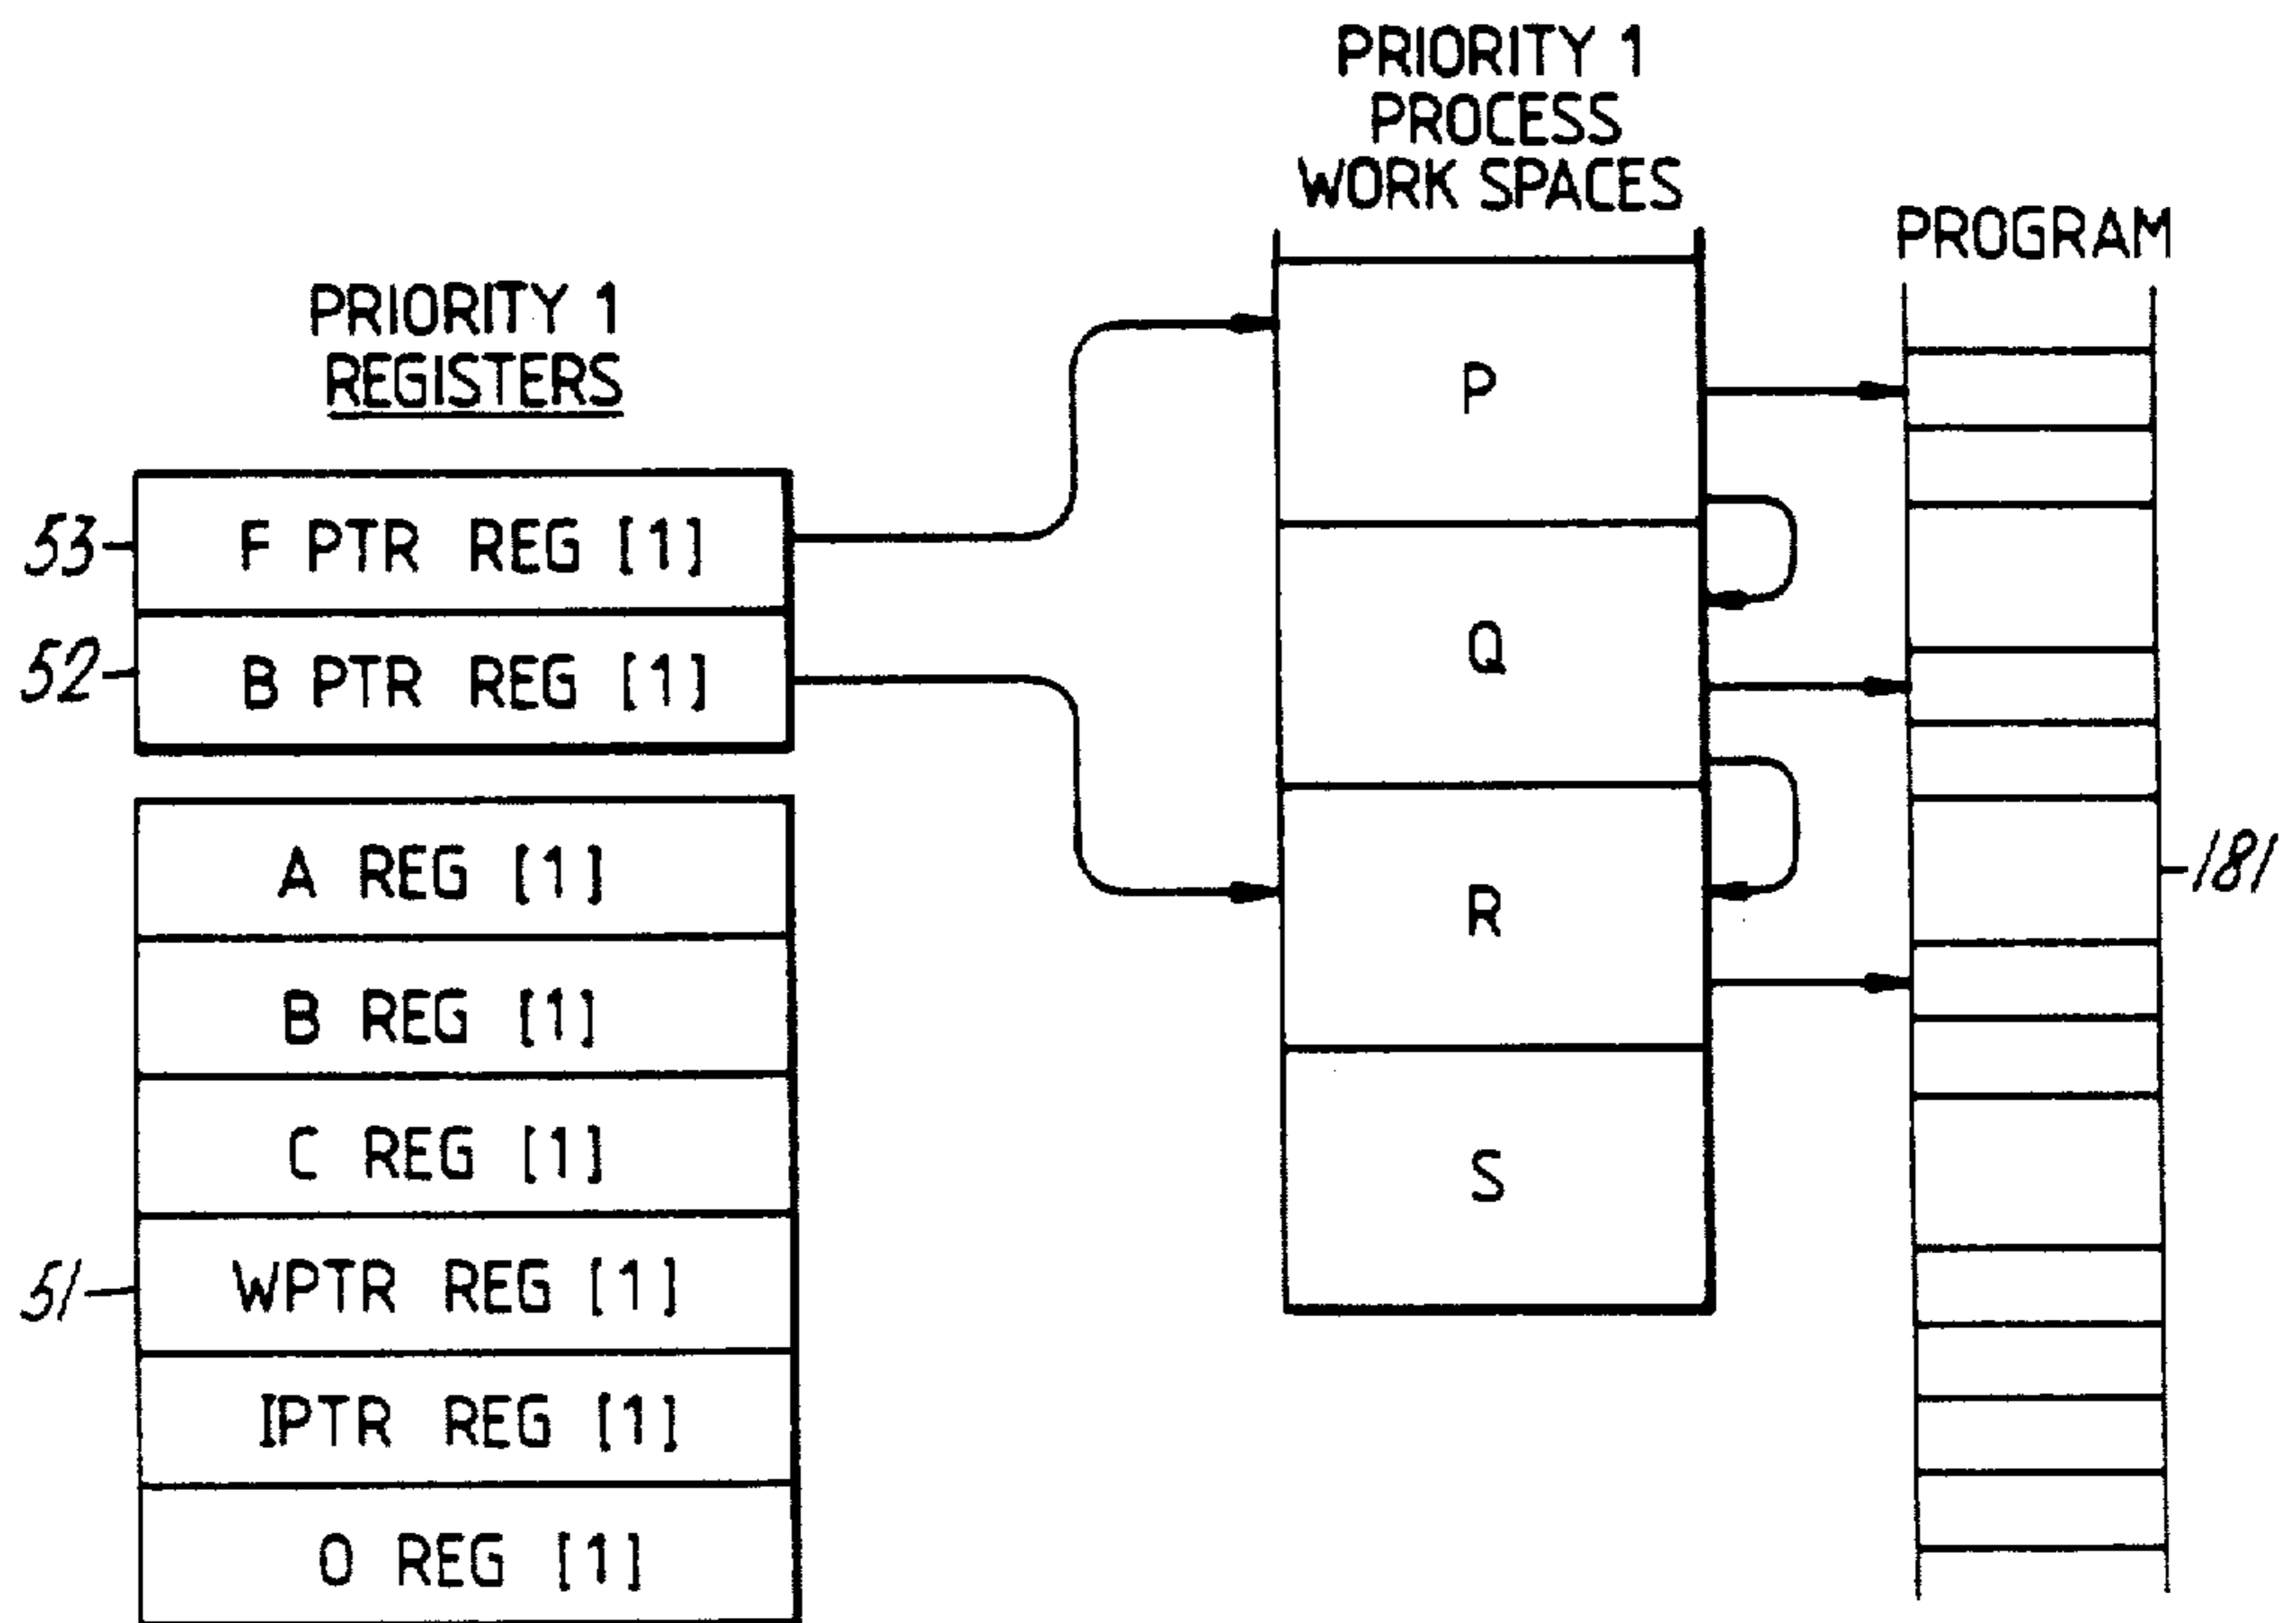 PRIORITY 1
PROCESS
WORK SPACES
PROGRAM
PRIORITY 1
REGISTERS
53
F PTR REG [1]
52
B PTR REG [1]
A REG [1]
B REG [1]
C REG [1]
51
WPTR REG [1]
IPTR REG [1]
O REG [1]
P
Q
R
S
181